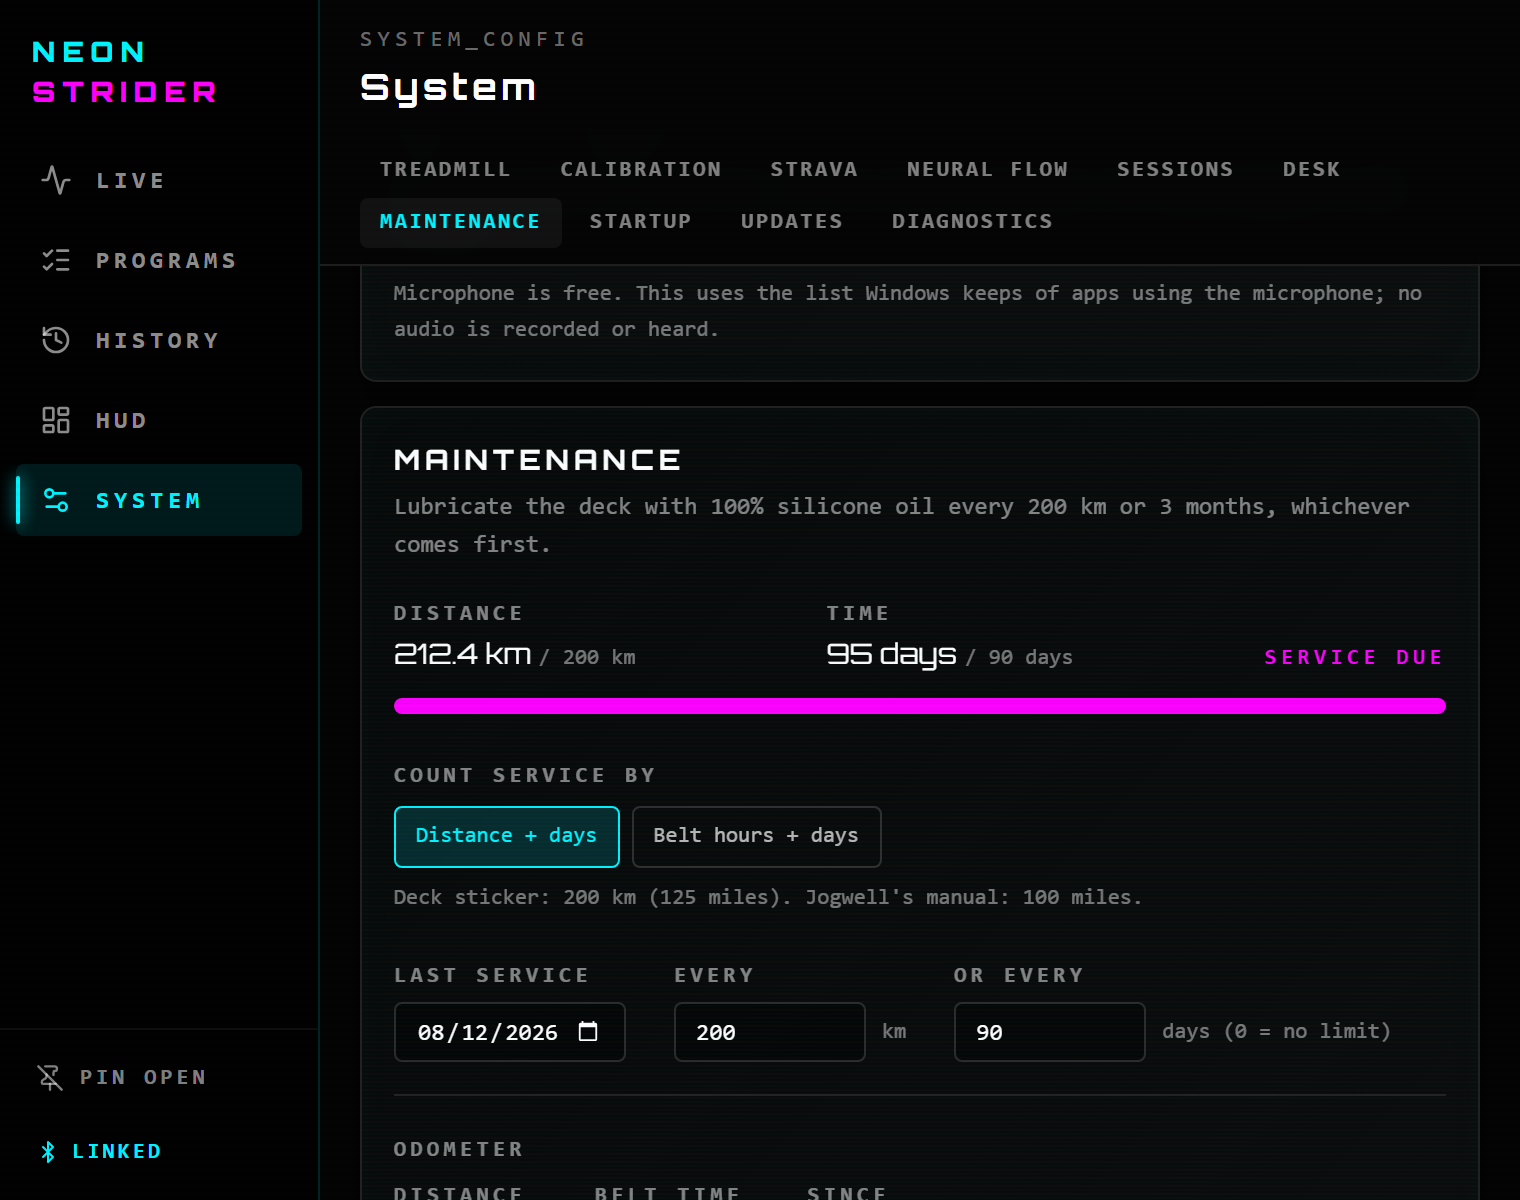 NEON
STRIDER
LIVE
PROGRAMS
HISTORY
HUD
SYSTEM
PIN OPEN
LINKED
SYSTEM_CONFIG
System
TREADMILL CALIBRATION STRAVA NEURAL FLOW SESSIONS DESK
MAINTENANCE STARTUP UPDATES DIAGNOSTICS
Microphone is free. This uses the list Windows keeps of apps using the microphone; no
audio is recorded or heard.
MAINTENANCE
Lubricate the deck with 100% silicone oil every 200 km or 3 months, whichever
comes first.
DISTANCE TIME
212.4 km / 200 km 95 days / 90 days SERVICE DUE
COUNT SERVICE BY
Distance + days Belt hours + days
Deck sticker: 200 km (125 miles). Jogwell's manual: 100 miles.
LAST SERVICE EVERY OR EVERY
08/12/2026 200 km 90 days (0 = no limit)
ODOMETER
DISTANCE BELT TIME SINCE